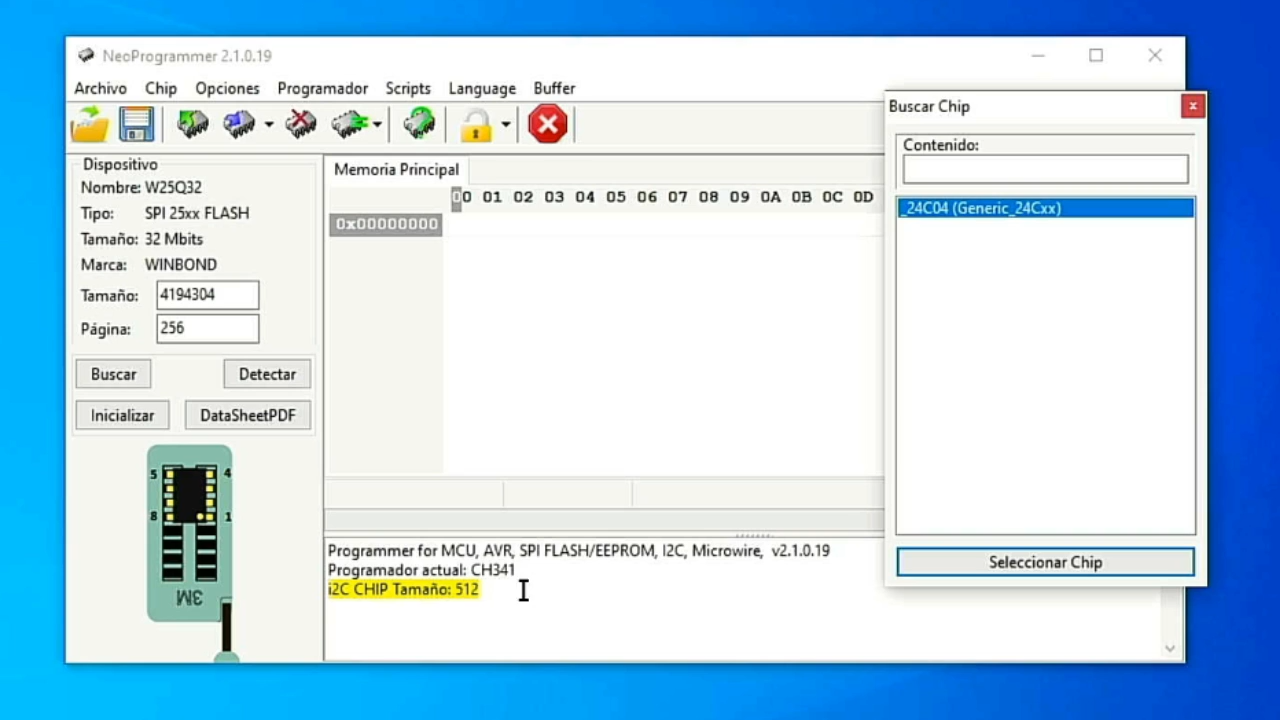 NeoProgrammer 2.1.0.19
Archivo Chip Opciones Programador Scripts Language Buffer
Dispositivo
Nombre: W25Q32
Tipo: SPI 25xx FLASH
Tamaño: 32 Mbits
Marca: WINBOND
Tamaño: 4194304
Página: 256
Buscar Detectar
Inicializar DataSheetPDF
5 4
8 1
3M
Memoria Principal
00 01 02 03 04 05 06 07 08 09 0A 0B 0C 0D
0x00000000
Programmer for MCU, AVR, SPI FLASH/EEPROM, I2C, Microwire, v2.1.0.19
Programador actual: CH341
i2C CHIP Tamaño: 512
Buscar Chip
Contenido:
_24C04 (Generic_24Cxx)
Seleccionar Chip